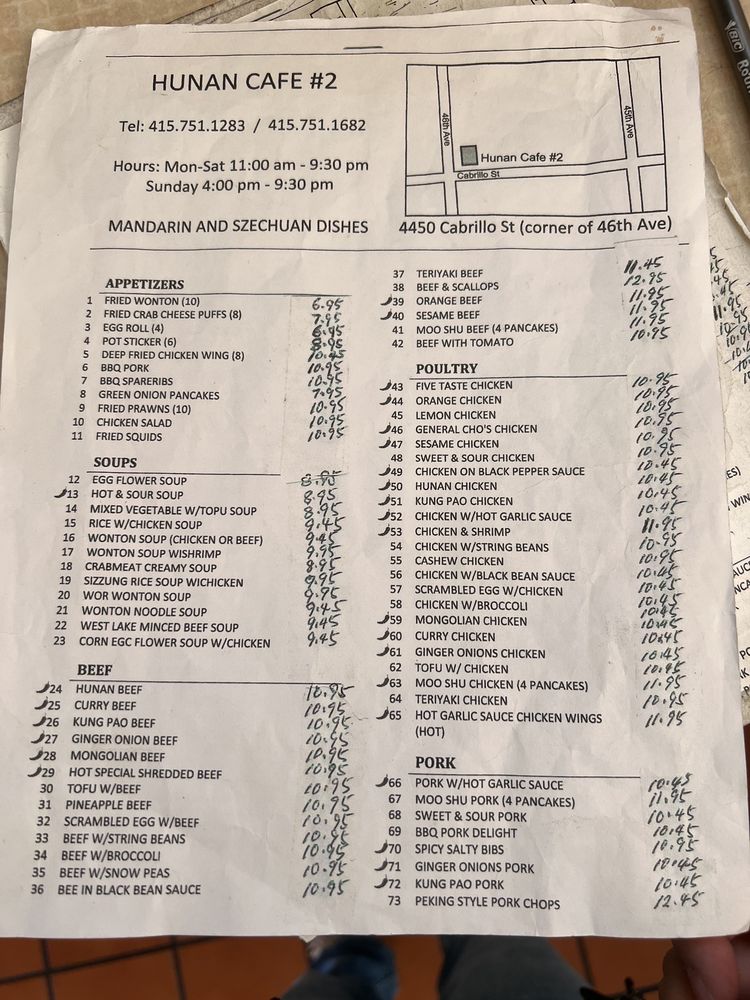 HUNAN CAFE #2
Tel: 415.751.1283 / 415.751.1682
Hours: Mon-Sat 11:00 am - 9:30 pm
Sunday 4:00 pm - 9:30 pm
MANDARIN AND SZECHUAN DISHES
46th Ave
45th Ave
Hunan Cafe #2
Cabrillo St
4450 Cabrillo St (corner of 46th Ave)
APPETIZERS
1 FRIED WONTON (10) 6.95
2 FRIED CRAB CHEESE PUFFS (8) 7.95
3 EGG ROLL (4) 6.95
4 POT STICKER (6) 8.95
5 DEEP FRIED CHICKEN WING (8) 10.45
6 BBQ PORK 10.95
7 BBQ SPARERIBS 10.95
8 GREEN ONION PANCAKES 7.95
9 FRIED PRAWNS (10) 10.95
10 CHICKEN SALAD 10.95
11 FRIED SQUIDS 10.95
SOUPS
12 EGG FLOWER SOUP 8.95
13 HOT & SOUR SOUP 8.95
14 MIXED VEGETABLE W/TOPU SOUP 8.95
15 RICE W/CHICKEN SOUP 9.45
16 WONTON SOUP (CHICKEN OR BEEF) 9.45
17 WONTON SOUP WISHRIMP 9.95
18 CRABMEAT CREAMY SOUP 8.95
19 SIZZUNG RICE SOUP WICHICKEN 9.95
20 WOR WONTON SOUP 9.95
21 WONTON NOODLE SOUP 9.45
22 WEST LAKE MINCED BEEF SOUP 9.45
23 CORN EGC FLOWER SOUP W/CHICKEN 9.45
BEEF
24 HUNAN BEEF 10.95
25 CURRY BEEF 10.95
26 KUNG PAO BEEF 10.95
27 GINGER ONION BEEF 10.95
28 MONGOLIAN BEEF 10.95
29 HOT SPECIAL SHREDDED BEEF 10.95
30 TOFU W/BEEF 10.95
31 PINEAPPLE BEEF 10.95
32 SCRAMBLED EGG W/BEEF 10.95
33 BEEF W/STRING BEANS 10.95
34 BEEF W/BROCCOLI 10.95
35 BEEF W/SNOW PEAS 10.95
36 BEE IN BLACK BEAN SAUCE 10.95
37 TERIYAKI BEEF 11.45
38 BEEF & SCALLOPS 12.95
39 ORANGE BEEF 11.95
40 SESAME BEEF 11.95
41 MOO SHU BEEF (4 PANCAKES) 11.95
42 BEEF WITH TOMATO 10.95
POULTRY
43 FIVE TASTE CHICKEN 10.95
44 ORANGE CHICKEN 10.95
45 LEMON CHICKEN 10.95
46 GENERAL CHO'S CHICKEN 10.95
47 SESAME CHICKEN 10.95
48 SWEET & SOUR CHICKEN 10.95
49 CHICKEN ON BLACK PEPPER SAUCE 10.45
50 HUNAN CHICKEN 10.45
51 KUNG PAO CHICKEN 10.45
52 CHICKEN W/HOT GARLIC SAUCE 10.45
53 CHICKEN & SHRIMP 11.95
54 CHICKEN W/STRING BEANS 10.95
55 CASHEW CHICKEN 10.95
56 CHICKEN W/BLACK BEAN SAUCE 10.45
57 SCRAMBLED EGG W/CHICKEN 10.45
58 CHICKEN W/BROCCOLI 10.45
59 MONGOLIAN CHICKEN 10.45
60 CURRY CHICKEN 10.45
61 GINGER ONIONS CHICKEN 10.45
62 TOFU W/ CHICKEN 10.45
63 MOO SHU CHICKEN (4 PANCAKES) 11.95
64 TERIYAKI CHICKEN 10.95
65 HOT GARLIC SAUCE CHICKEN WINGS 11.95
(HOT)
PORK
66 PORK W/HOT GARLIC SAUCE 10.45
67 MOO SHU PORK (4 PANCAKES) 11.95
68 SWEET & SOUR PORK 10.45
69 BBQ PORK DELIGHT 10.45
70 SPICY SALTY BIBS 10.45
71 GINGER ONIONS PORK 10.45
72 KUNG PAO PORK 10.45
73 PEKING STYLE PORK CHOPS 12.45
BIC